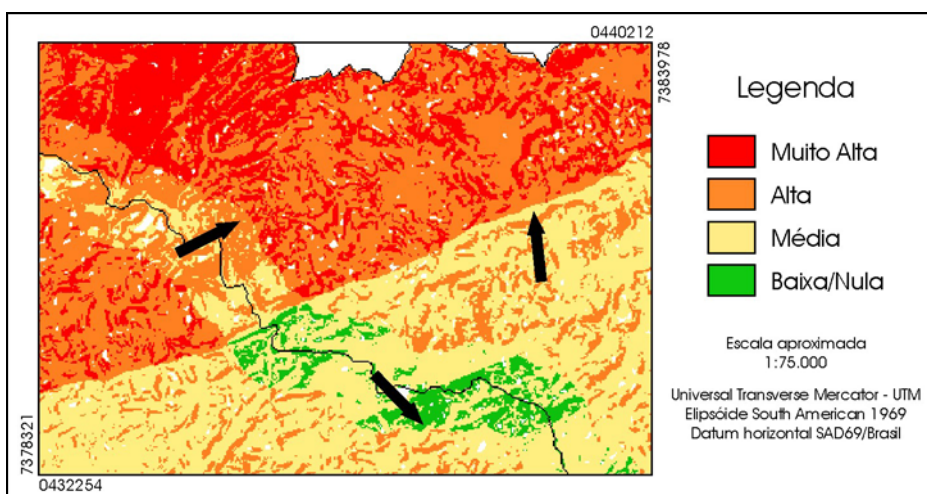 0440212
7383978
Legenda
Muito Alta
Alta
Média
Baixa/Nula
Escala aproximada
1:75.000
Universal Transverse Mercator - UTM
Elipsóide South American 1969
Datum horizontal SAD69/Brasil
7378321
0432254